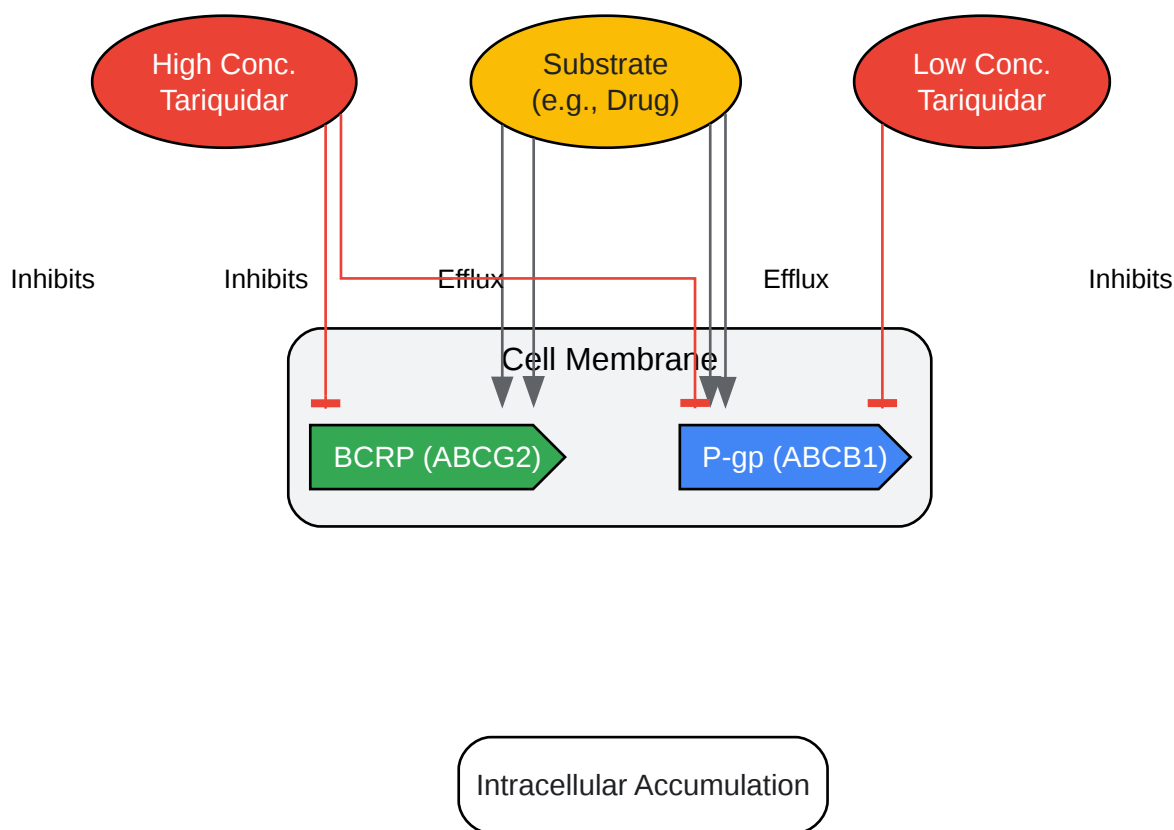 High Conc.
Tariquidar
Substrate
(e.g., Drug)
Low Conc.
Tariquidar
Inhibits
Inhibits
Efflux
Efflux
Inhibits
Cell Membrane
BCRP (ABCG2)
P-gp (ABCB1)
Intracellular Accumulation